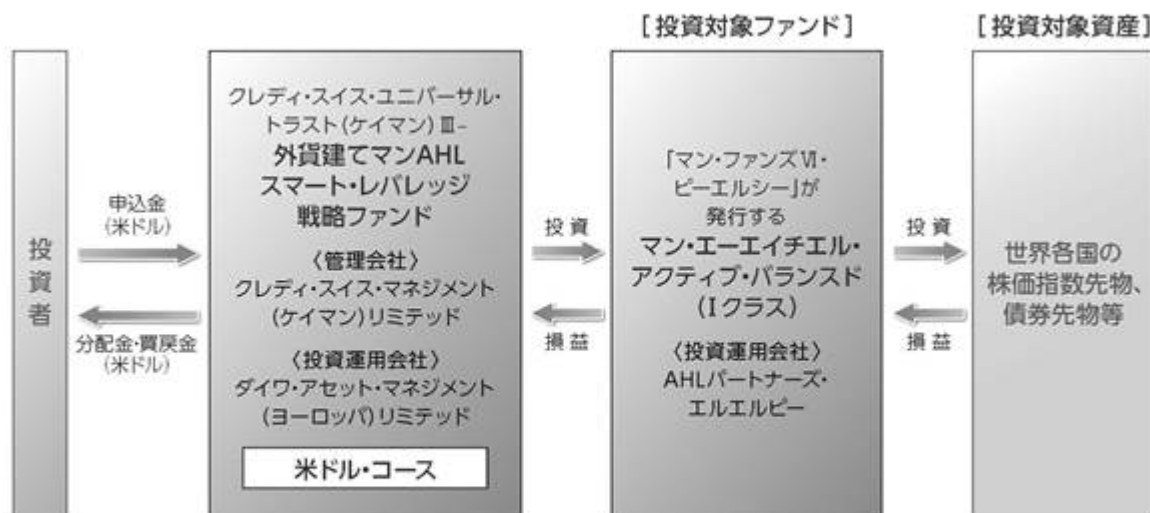 [投資対象ファンド]
[投資対象資産]
投資者
申込金
(米ドル)
分配金・買戻金
(米ドル)
クレディ・スイス・ユニバーサル・
トラスト(ケイマン)Ⅲ-
外貨建てマンAHL
スマート・レバレッジ
戦略ファンド
〈管理会社〉
クレディ・スイス・マネジメント
(ケイマン)リミテッド
〈投資運用会社〉
ダイワ・アセット・マネジメント
(ヨーロッパ)リミテッド
米ドル・コース
投資
損益
「マン・ファンズⅥ・
ピーエルシー」が
発行する
マン・エーエイチエル・
アクティブ・バランスド
(Iクラス)
〈投資運用会社〉
AHLパートナーズ・
エルエルピー
投資
損益
世界各国の
株価指数先物、
債券先物等